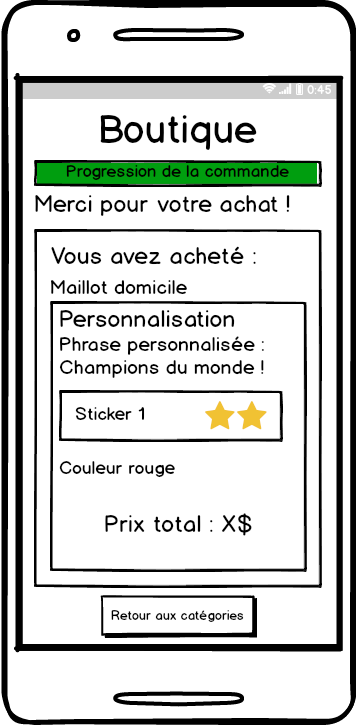 0:45
Boutique
Progression de la commande
Merci pour votre achat !
Vous avez acheté :
Maillot domicile
Personnalisation
Phrase personnalisée :
Champions du monde !
Sticker 1
Couleur rouge
Prix total : X$
Retour aux catégories